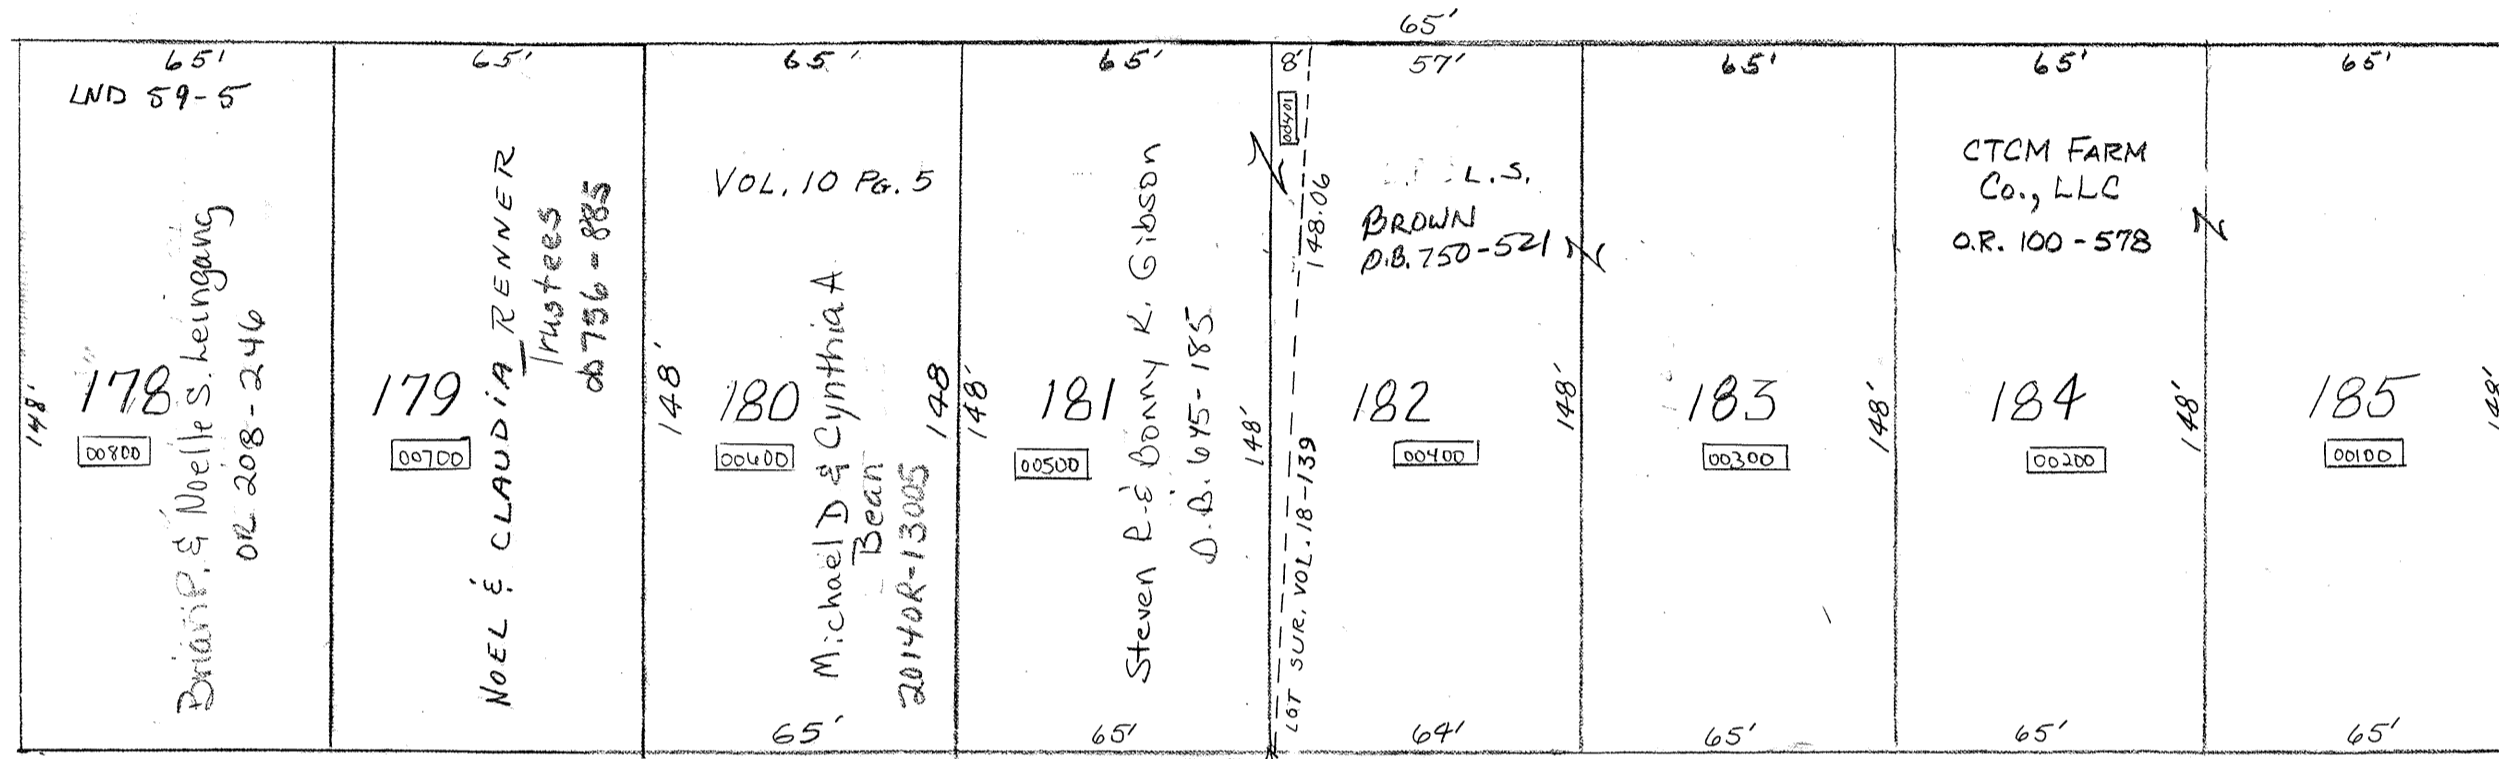 65'
65'
LND 59-5
178
00800
148'
Brian P. & Noelle S. Leingang
OR 208-246
65'
179
00700
NOEL & CLAUDIA RENNER
Trustees
db 796-885
65'
VOL. 10 PG. 5
148'
180
00600
Michael D & Cynthia A
Bean
2014OR-13005
148
65'
65'
148'
181
00500
Steven R. & Bonny K. Gibson
D.B. 645-185
148'
65'
8'
00401
148.06
LOT SUR. VOL. 18-139
57'
L.S.
BROWN
D.B. 750-521
182
00400
148'
64'
65'
183
00300
148'
65'
65'
CTCM FARM
CO., LLC
O.R. 100-578
184
00200
148'
65'
65'
185
00100
148'
65'